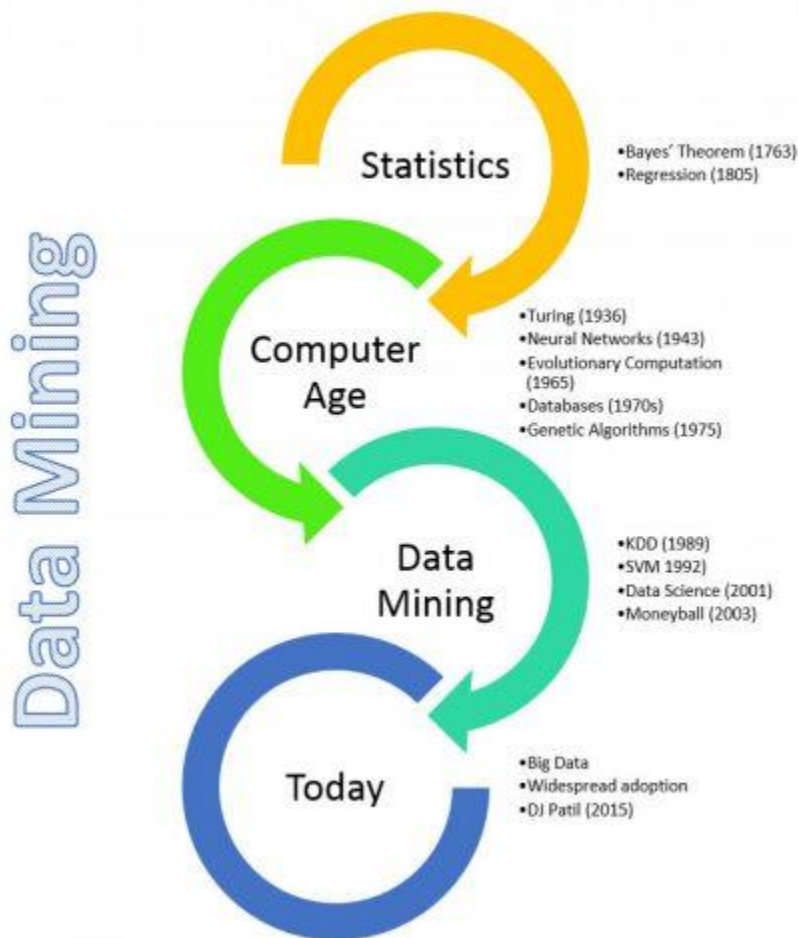 Data Mining
Statistics
•Bayes' Theorem (1763)
•Regression (1805)
Computer
Age
•Turing (1936)
•Neural Networks (1943)
•Evolutionary Computation
(1965)
•Databases (1970s)
•Genetic Algorithms (1975)
Data
Mining
•KDD (1989)
•SVM 1992)
•Data Science (2001)
•Moneyball (2003)
Today
•Big Data
•Widespread adoption
•DJ Patil (2015)